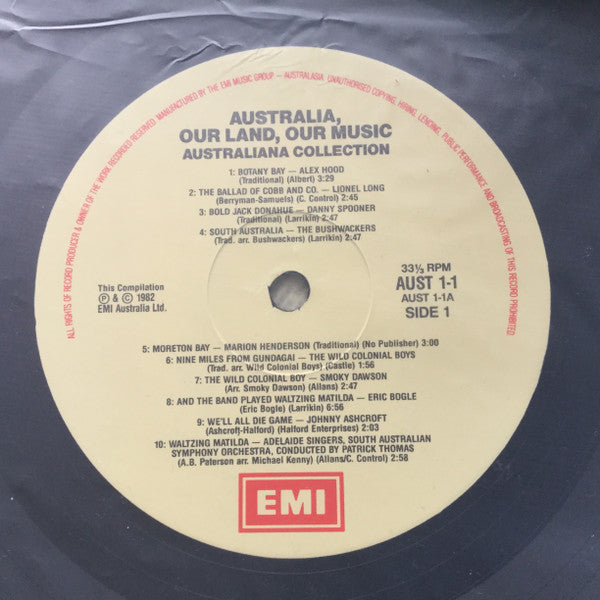 ALL RIGHTS OF RECORD PRODUCER & OWNER OF THE WORK RECORDED RESERVED. MANUFACTURED BY THE EMI MUSIC GROUP — AUSTRALASIA. UNAUTHORISED COPYING, HIRING, LENDING, PUBLIC PERFORMANCE AND BROADCASTING OF THIS RECORD PROHIBITED
AUSTRALIA,
OUR LAND, OUR MUSIC
AUSTRALIANA COLLECTION
1: BOTANY BAY — ALEX HOOD
(Traditional) (Albert) 3:29
2: THE BALLAD OF COBB AND CO. — LIONEL LONG
(Berryman-Samuels) (C. Control) 2:45
3: BOLD JACK DONAHUE — DANNY SPOONER
(Traditional) (Larrikin) 2:47
4: SOUTH AUSTRALIA — THE BUSHWACKERS
(Trad. arr. Bushwackers) (Larrikin) 2:47
This Compilation
Ⓟ & © 1982
EMI Australia Ltd.
33⅓ RPM
AUST 1-1
AUST 1-1A
SIDE 1
5: MORETON BAY — MARION HENDERSON (Traditional) (No Publisher) 3:00
6: NINE MILES FROM GUNDAGAI — THE WILD COLONIAL BOYS
(Trad. arr. Wild Colonial Boys) (Castle) 1:56
7: THE WILD COLONIAL BOY — SMOKY DAWSON
(Arr. Smoky Dawson) (Allans) 2:47
8: AND THE BAND PLAYED WALTZING MATILDA — ERIC BOGLE
(Eric Bogle) (Larrikin) 6:56
9: WE'LL ALL DIE GAME — JOHNNY ASHCROFT
(Ashcroft-Halford) (Halford Enterprises) 2:03
10: WALTZING MATILDA — ADELAIDE SINGERS, SOUTH AUSTRALIAN
SYMPHONY ORCHESTRA, CONDUCTED BY PATRICK THOMAS
(A.B. Paterson arr. Michael Kenny) (Allans/C. Control) 2:58
EMI